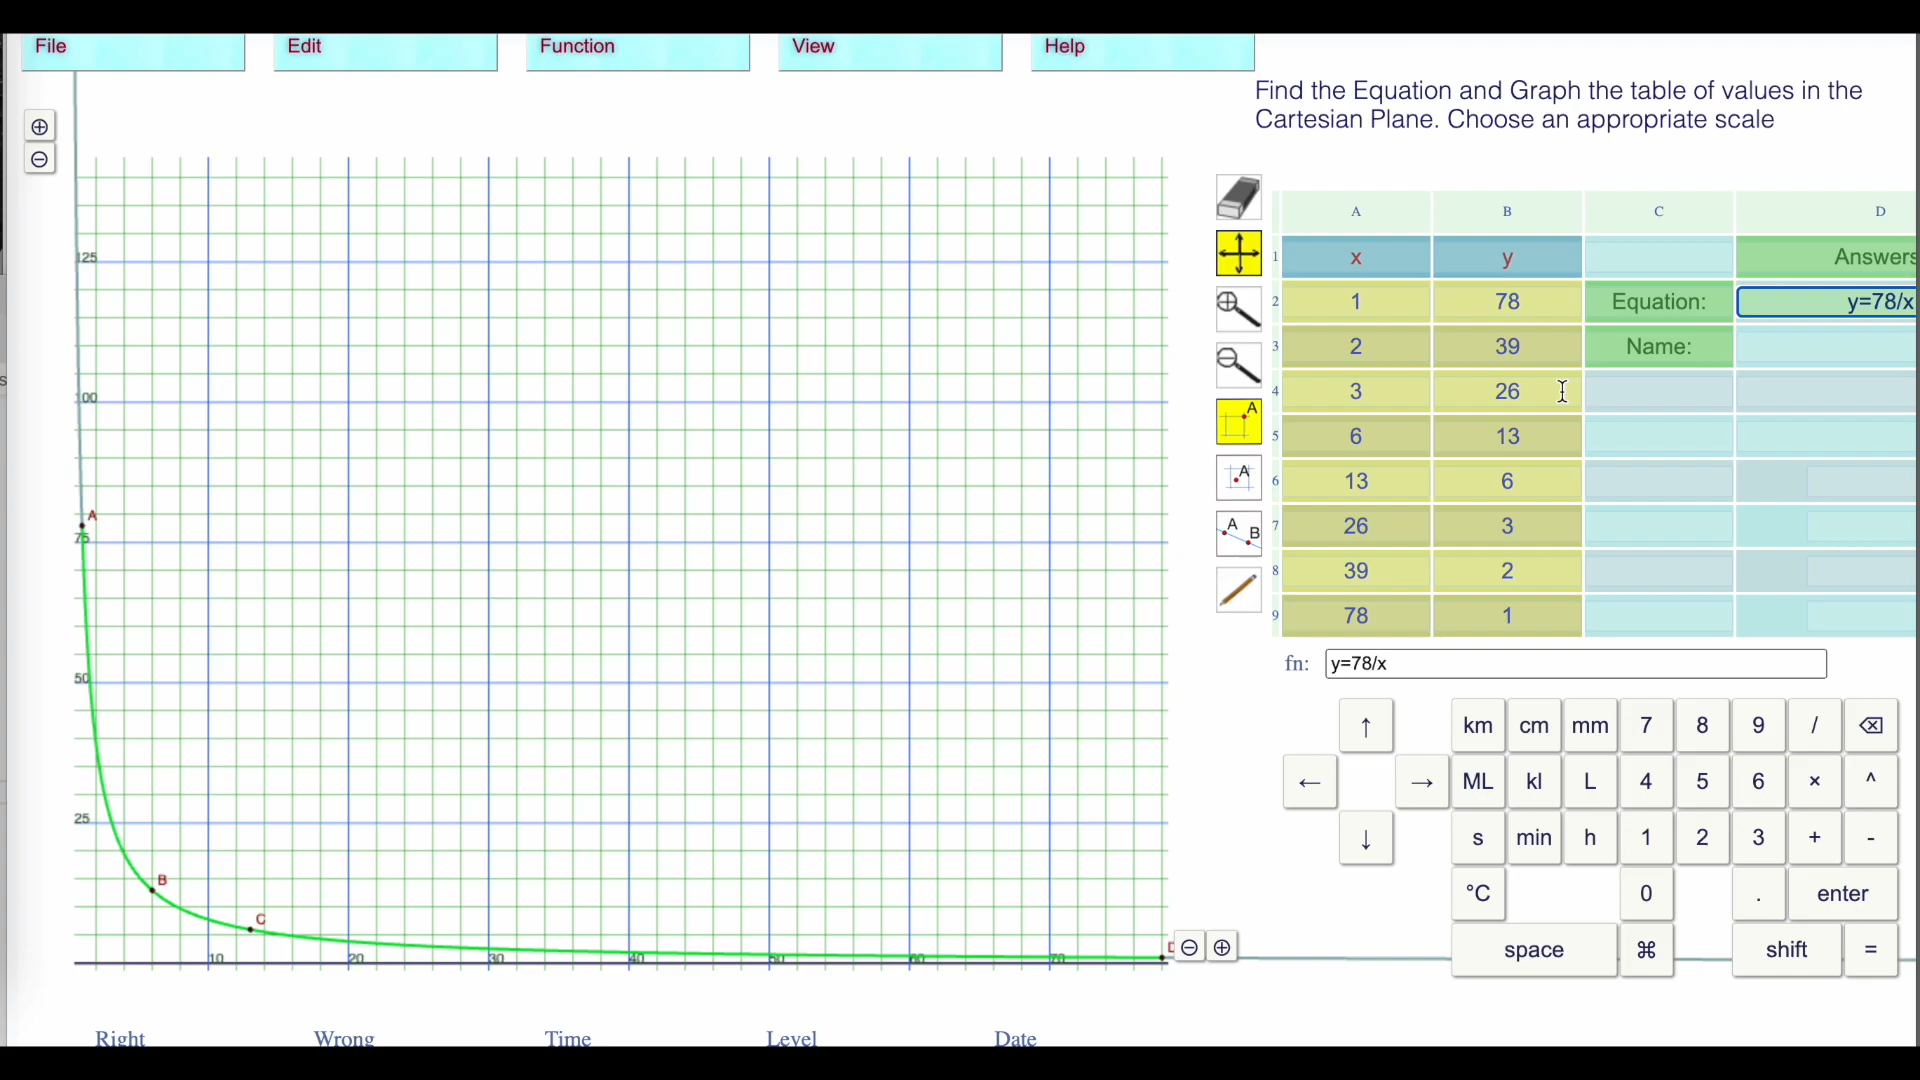 File Edit Function View Help
Find the Equation and Graph the table of values in the
Cartesian Plane. Choose an appropriate scale
125
100
75
50
25
10 20 30 40 50 60 70
A
B
C
D
A
A
A B
A B C D
1 x y Answers
2 1 78 Equation: y=78/x
3 2 39 Name:
4 3 26
5 6 13
6 13 6
7 26 3
8 39 2
9 78 1
fn: y=78/x
↑ km cm mm 7 8 9 / ⌫
← → ML kl L 4 5 6 × ^
↓ s min h 1 2 3 + -
°C 0 . enter
space ⌘ shift =
Right Wrong Time Level Date